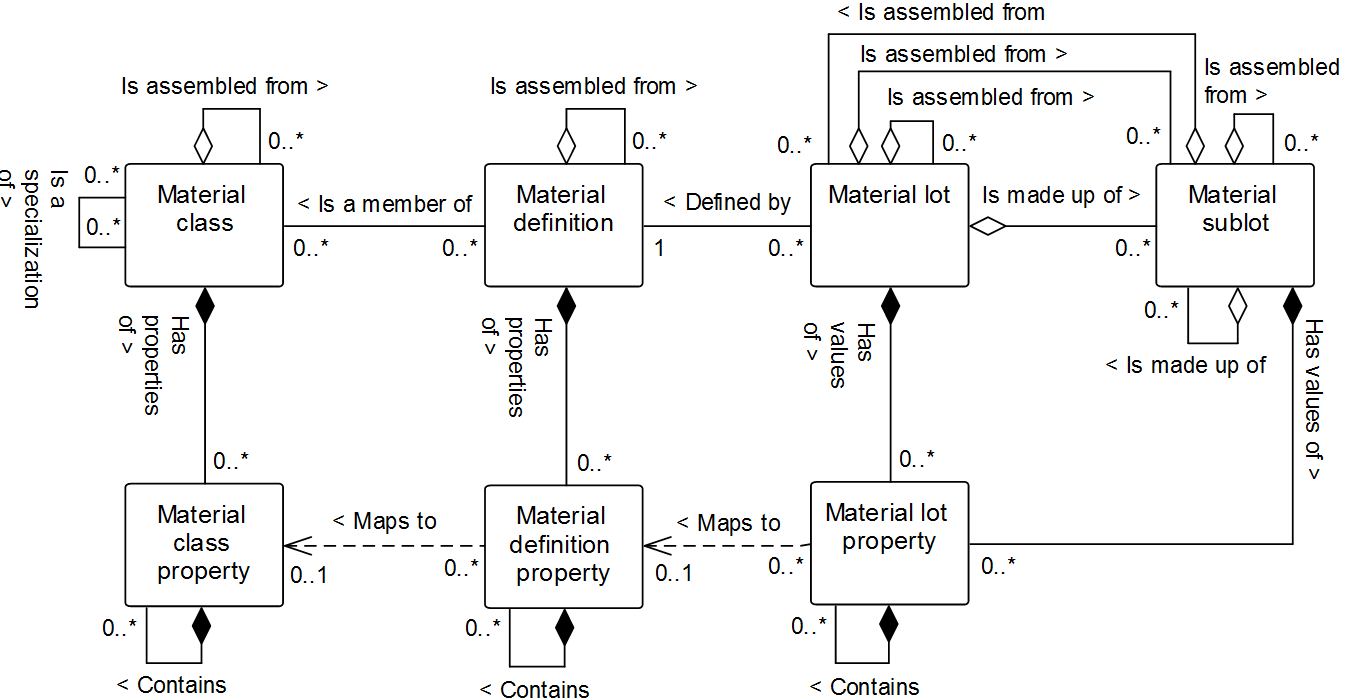 < Is assembled from
Is assembled from >
Is assembled
from >
Is assembled from >
Is assembled from >
Is assembled from >
0..*
0..*
0..*
0..*
0..*
0..*
0..*
Is a
specialization
of >
0..*
Material
class
< Is a member of
0..*
0..*
Material
definition
< Defined by
1
0..*
Material lot
Is made up of >
0..*
Material
sublot
Has
properties
of >
Has
properties
of >
Has
values
of >
0..*
< Is made up of
Has values of >
0..*
0..*
0..*
Material
class
property
< Maps to
0..1
0..*
Material
definition
property
< Maps to
0..1
0..*
Material lot
property
0..*
0..*
< Contains
0..*
< Contains
0..*
< Contains